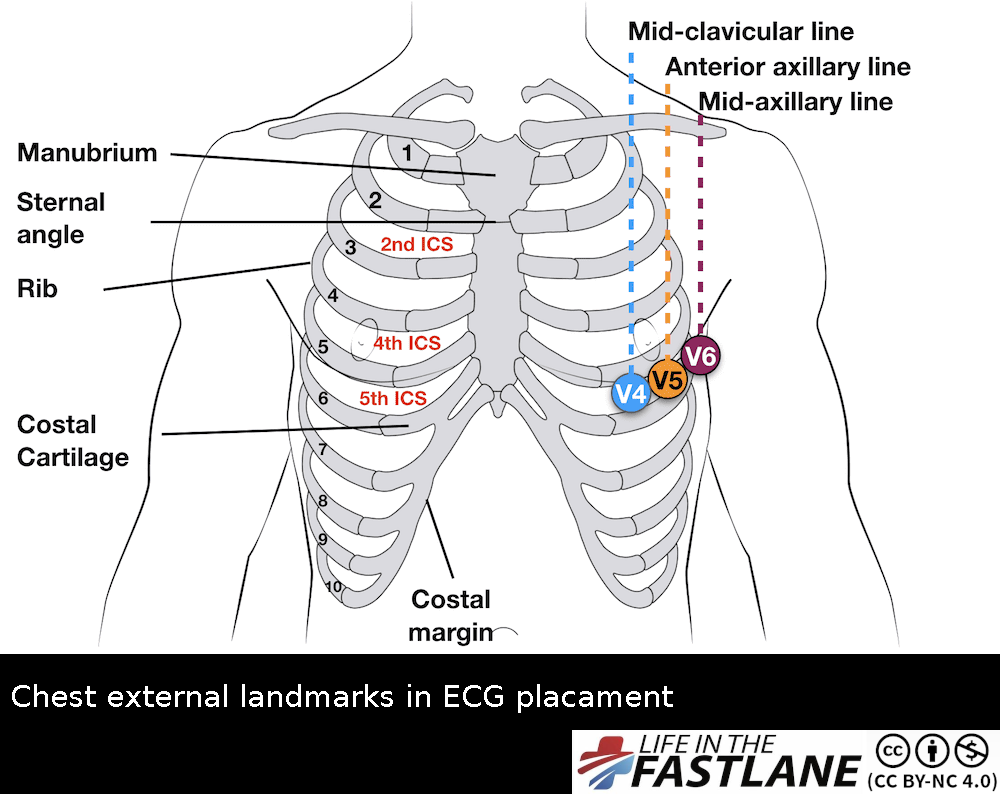 Mid-clavicular line
Anterior axillary line
Mid-axillary line
Manubrium
Sternal
angle
Rib
Costal
Cartilage
1
2
3
4
5
6
7
8
9
10
2nd ICS
4th ICS
5th ICS
V4
V5
V6
Costal
margin
Chest external landmarks in ECG placament
LIFE IN THE
FASTLANE
cc
$
(CC BY-NC 4.0)